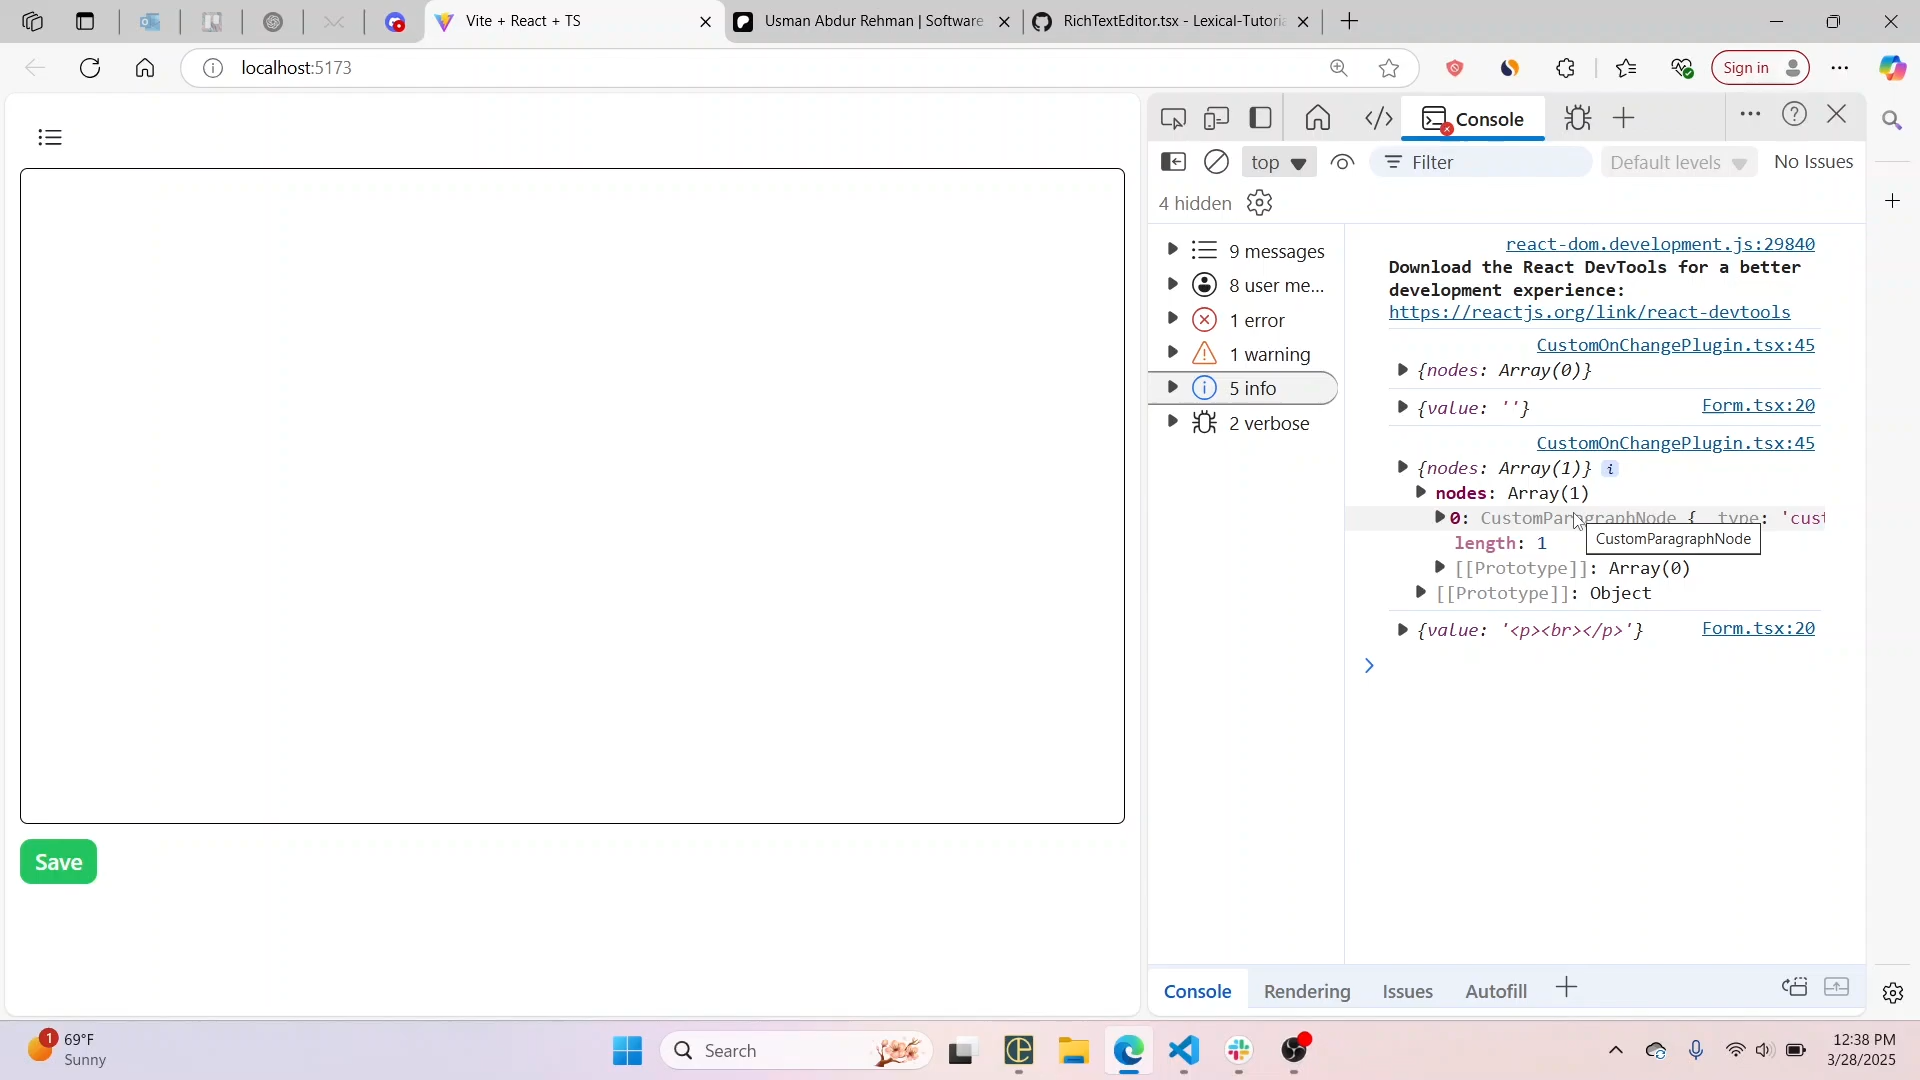 Vite + React + TS
Usman Abdur Rehman | Software
RichTextEditor.tsx - Lexical-Tutoria
localhost:5173
Sign in
Console
top
Filter
Default levels
No Issues
4 hidden
9 messages
8 user me...
1 error
1 warning
5 info
2 verbose
react-dom.development.js:29840
Download the React DevTools for a better
development experience:
https://reactjs.org/link/react-devtools
CustomOnChangePlugin.tsx:45
{nodes: Array(0)}
{value: ''} Form.tsx:20
CustomOnChangePlugin.tsx:45
{nodes: Array(1)} i
nodes: Array(1)
0: CustomParagraphNode {__type: 'cust
CustomParagraphNode
length: 1
[[Prototype]]: Array(0)
[[Prototype]]: Object
{value: '<p><br></p>'} Form.tsx:20
Save
Console
Rendering
Issues
Autofill
1
69°F
Sunny
Search
12:38 PM
3/28/2025